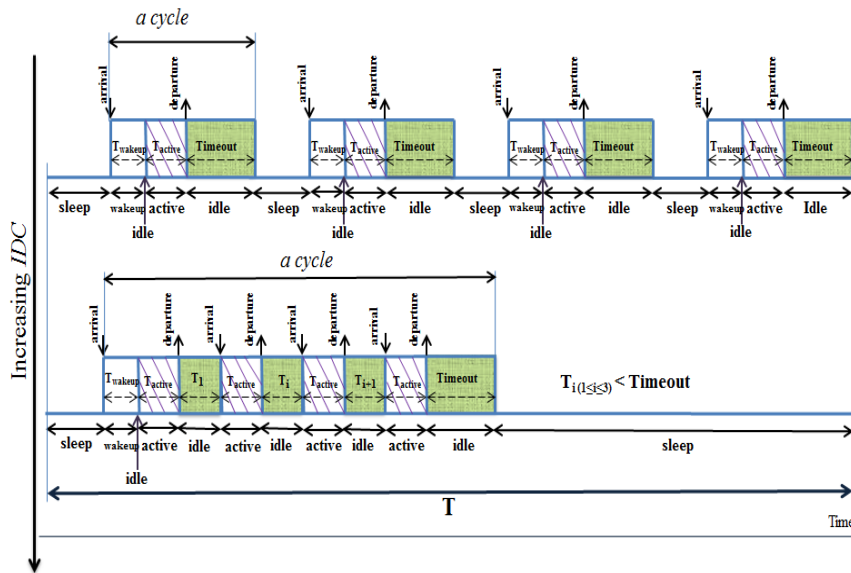 a cycle
arrival departure arrival departure arrival departure arrival departure
Twakeup Tactive Timeout Twakeup Tactive Timeout Twakeup Tactive Timeout Twakeup Tactive Timeout
sleep wakeup active idle sleep wakeup active idle sleep wakeup active idle sleep wakeup active Idle
idle idle idle idle
Increasing IDC
a cycle
arrival departure arrival departure arrival departure arrival departure
Twakeup Tactive T1 Tactive Ti Tactive Ti+1 Tactive Timeout
Ti (1≤i≤3) < Timeout
sleep wakeup active idle active idle active idle active idle sleep
idle
T
Time